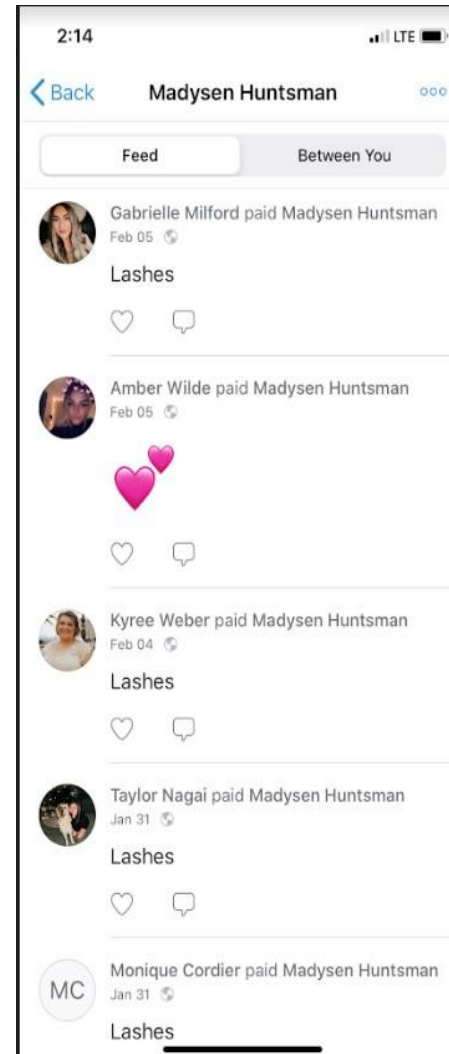 2:14
LTE
Back
Madysen Huntsman
Feed
Between You
Gabrielle Milford paid Madysen Huntsman
Feb 05
Lashes
Amber Wilde paid Madysen Huntsman
Feb 05
💕
Kyree Weber paid Madysen Huntsman
Feb 04
Lashes
Taylor Nagai paid Madysen Huntsman
Jan 31
Lashes
MC
Monique Cordier paid Madysen Huntsman
Jan 31
Lashes